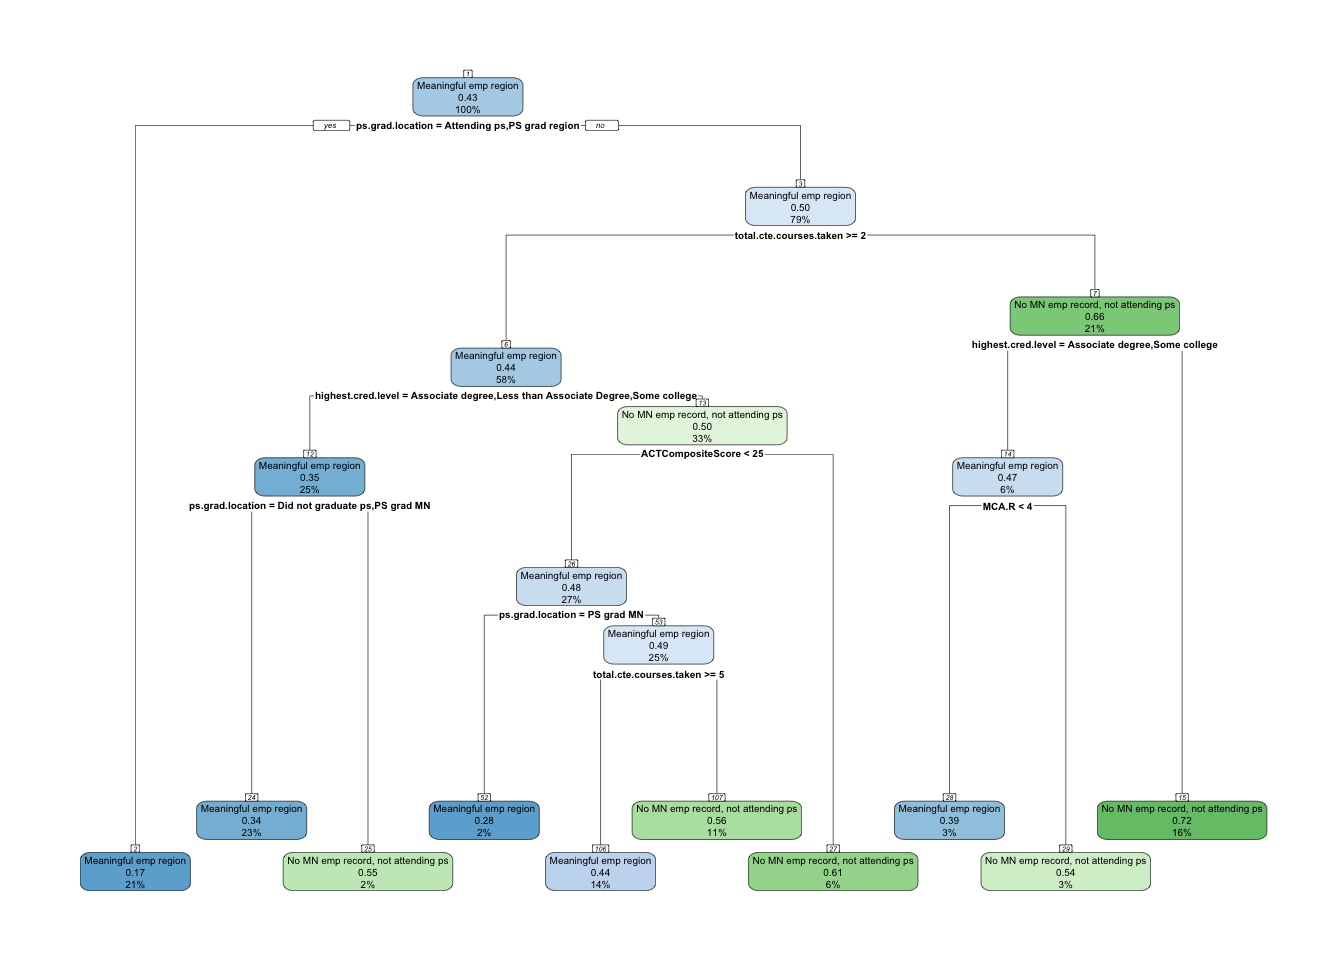 1
Meaningful emp region
0.43
100%
yes
ps.grad.location = Attending ps,PS grad region
no
3
Meaningful emp region
0.50
79%
total.cte.courses.taken >= 2
7
No MN emp record, not attending ps
0.66
21%
highest.cred.level = Associate degree,Some college
6
Meaningful emp region
0.44
58%
highest.cred.level = Associate degree,Less than Associate Degree,Some college
13
No MN emp record, not attending ps
0.50
33%
ACTCompositeScore < 25
12
Meaningful emp region
0.35
25%
ps.grad.location = Did not graduate ps,PS grad MN
14
Meaningful emp region
0.47
6%
MCA.R < 4
26
Meaningful emp region
0.48
27%
ps.grad.location = PS grad MN
53
Meaningful emp region
0.49
25%
total.cte.courses.taken >= 5
24
Meaningful emp region
0.34
23%
52
Meaningful emp region
0.28
2%
107
No MN emp record, not attending ps
0.56
11%
28
Meaningful emp region
0.39
3%
15
No MN emp record, not attending ps
0.72
16%
2
Meaningful emp region
0.17
21%
25
No MN emp record, not attending ps
0.55
2%
106
Meaningful emp region
0.44
14%
27
No MN emp record, not attending ps
0.61
6%
29
No MN emp record, not attending ps
0.54
3%